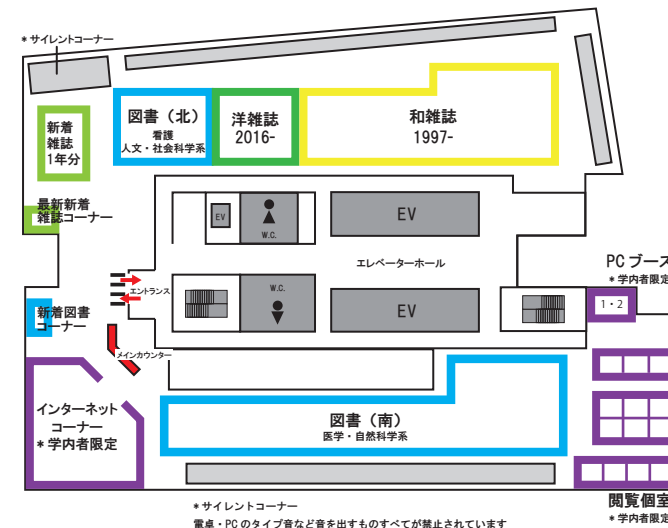 *サイレントコーナー
図書（北）
看護
人文・社会科学系
洋雑誌
2016-
和雑誌
1997-
新着
雑誌
1年分
最新新着
雑誌コーナー
EV
W.C.
EV
エレベーターホール
エントランス
W.C.
EV
PCブース
*学内者限定
1・2
新着図書
コーナー
メインカウンター
インターネット
コーナー
*学内者限定
図書（南）
医学・自然科学系
閲覧個室
*学内者限定
*サイレントコーナー
電卓・PCのタイプ音など音を出すものすべてが禁止されています